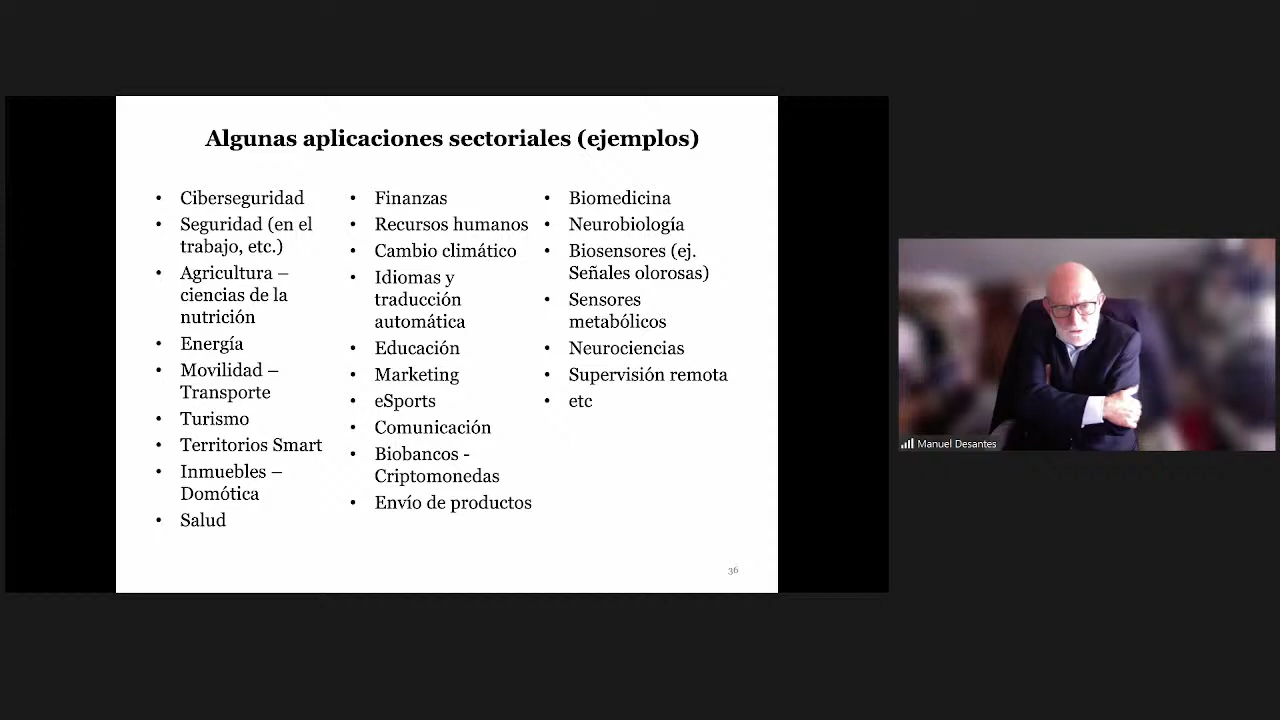 Algunas aplicaciones sectoriales (ejemplos)
• Ciberseguridad
• Seguridad (en el
trabajo, etc.)
• Agricultura –
ciencias de la
nutrición
• Energía
• Movilidad –
Transporte
• Turismo
• Territorios Smart
• Inmuebles –
Domótica
• Salud
• Finanzas
• Recursos humanos
• Cambio climático
• Idiomas y
traducción
automática
• Educación
• Marketing
• eSports
• Comunicación
• Biobancos -
Criptomonedas
• Envío de productos
• Biomedicina
• Neurobiología
• Biosensores (ej.
Señales olorosas)
• Sensores
metabólicos
• Neurociencias
• Supervisión remota
• etc
36
Manuel Desantes